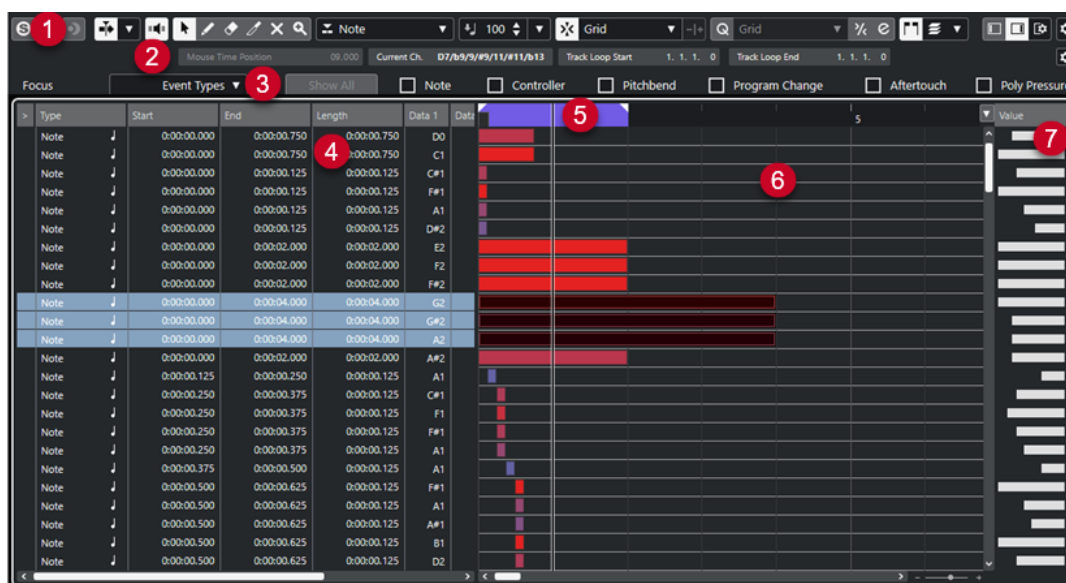 1 Note 100 Grid Grid
2 Mouse Time Position 09.000 Current Ch. D7/b9/9/#9/11/#11/b13 Track Loop Start 1. 1. 1. 0 Track Loop End 1. 1. 1. 0
Focus Event Types 3 Show All Note Controller Pitchbend Program Change Aftertouch Poly Pressure
> Type Start End Length Data 1 Data 5 5 Value
Note 0:00:00.000 0:00:00.750 0:00:00.750 D0 7
Note 0:00:00.000 0:00:00.750 4 0:00:00.750 C1
Note 0:00:00.000 0:00:00.125 0:00:00.125 C#1 6
Note 0:00:00.000 0:00:00.125 0:00:00.125 F#1
Note 0:00:00.000 0:00:00.125 0:00:00.125 A1
Note 0:00:00.000 0:00:00.125 0:00:00.125 D#2
Note 0:00:00.000 0:00:02.000 0:00:02.000 E2
Note 0:00:00.000 0:00:02.000 0:00:02.000 F2
Note 0:00:00.000 0:00:02.000 0:00:02.000 F#2
Note 0:00:00.000 0:00:04.000 0:00:04.000 G2
Note 0:00:00.000 0:00:04.000 0:00:04.000 G#2
Note 0:00:00.000 0:00:04.000 0:00:04.000 A2
Note 0:00:00.000 0:00:02.000 0:00:02.000 A#2
Note 0:00:00.125 0:00:00.250 0:00:00.125 A1
Note 0:00:00.250 0:00:00.375 0:00:00.125 C#1
Note 0:00:00.250 0:00:00.375 0:00:00.125 F1
Note 0:00:00.250 0:00:00.375 0:00:00.125 F#1
Note 0:00:00.250 0:00:00.375 0:00:00.125 A1
Note 0:00:00.375 0:00:00.500 0:00:00.125 A1
Note 0:00:00.500 0:00:00.625 0:00:00.125 F#1
Note 0:00:00.500 0:00:00.625 0:00:00.125 A1
Note 0:00:00.500 0:00:00.625 0:00:00.125 A#1
Note 0:00:00.500 0:00:00.625 0:00:00.125 B1
Note 0:00:00.500 0:00:00.625 0:00:00.125 D2